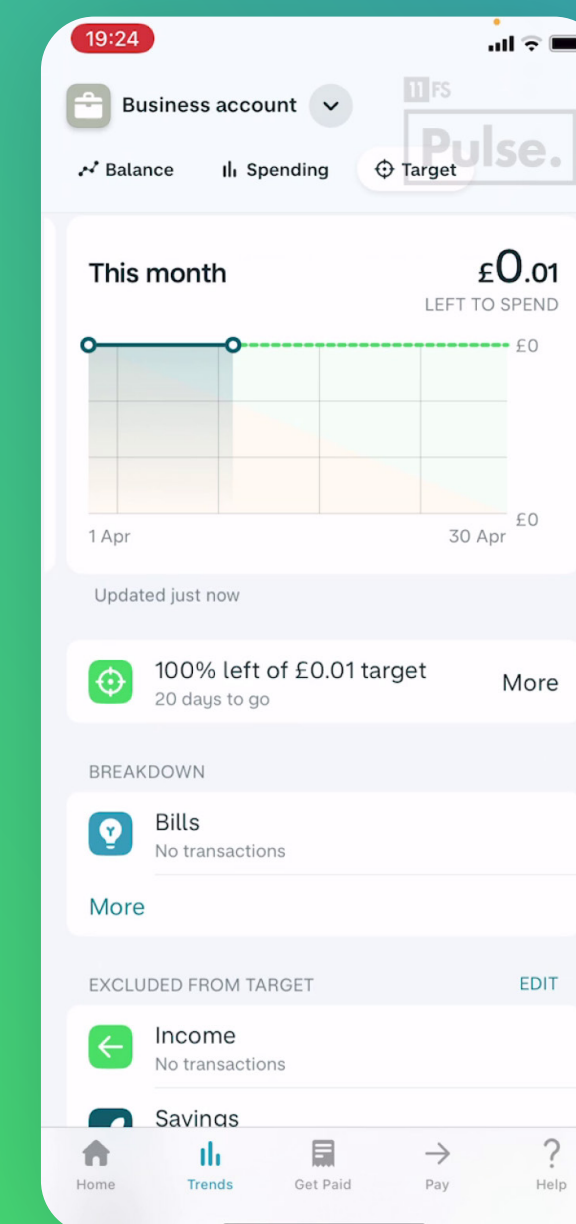 19:24
11 FS
Pulse.
Business account
Balance
Spending
Target
This month
£0.01
LEFT TO SPEND
£0
£0
1 Apr
30 Apr
Updated just now
100% left of £0.01 target
20 days to go
More
BREAKDOWN
Bills
No transactions
More
EXCLUDED FROM TARGET
EDIT
Income
No transactions
Savings
Home
Trends
Get Paid
Pay
Help